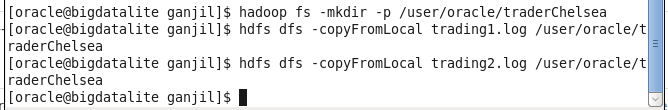 [oracle@bigdatalite ganjil]$ hadoop fs -mkdir -p /user/oracle/traderChelsea
[oracle@bigdatalite ganjil]$ hdfs dfs -copyFromLocal trading1.log /user/oracle/t
raderChelsea
[oracle@bigdatalite ganjil]$ hdfs dfs -copyFromLocal trading2.log /user/oracle/t
raderChelsea
[oracle@bigdatalite ganjil]$